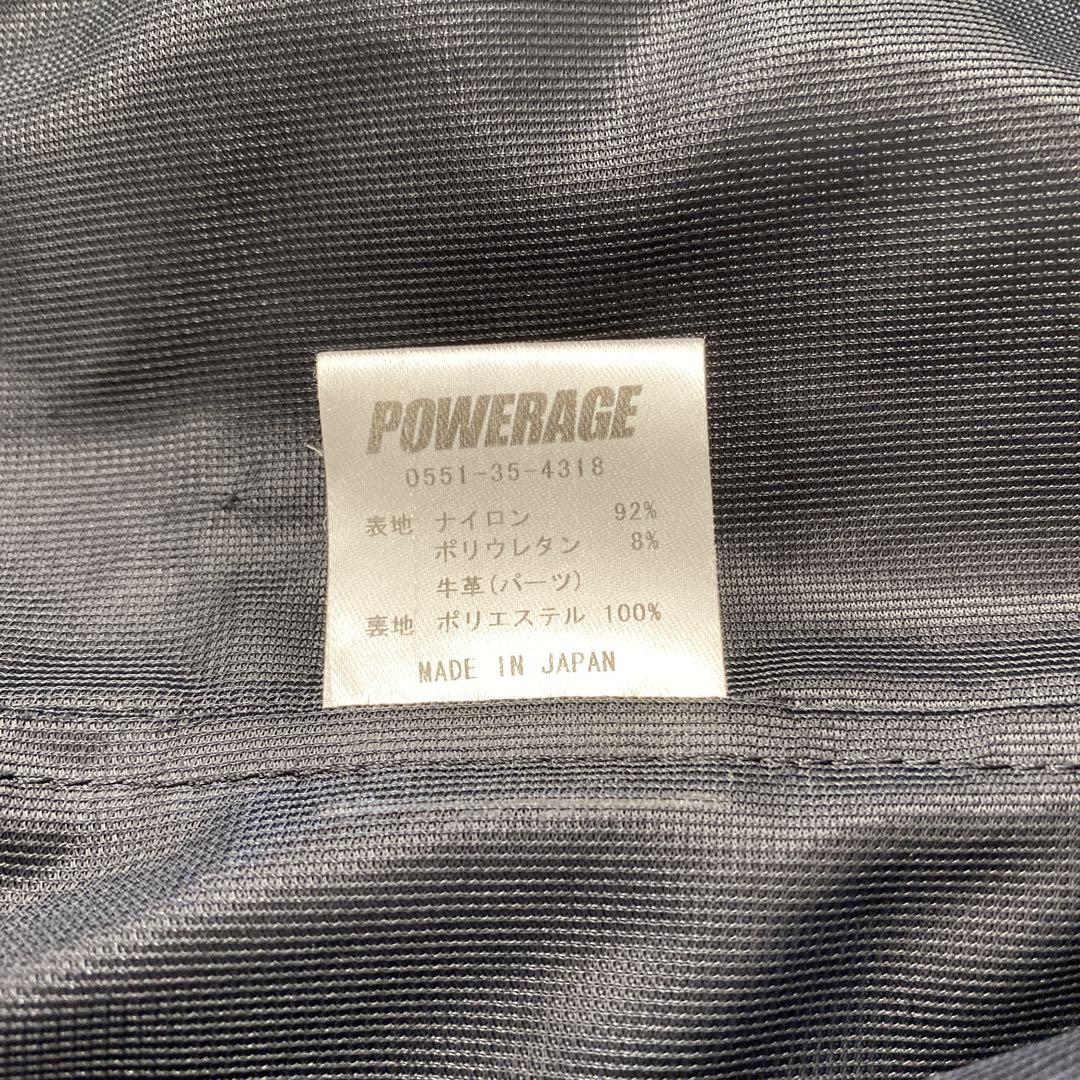 POWERAGE
0551-35-4318
表地 ナイロン 92%
ポリウレタン 8%
牛革(パーツ)
裏地 ポリエステル 100%
MADE IN JAPAN